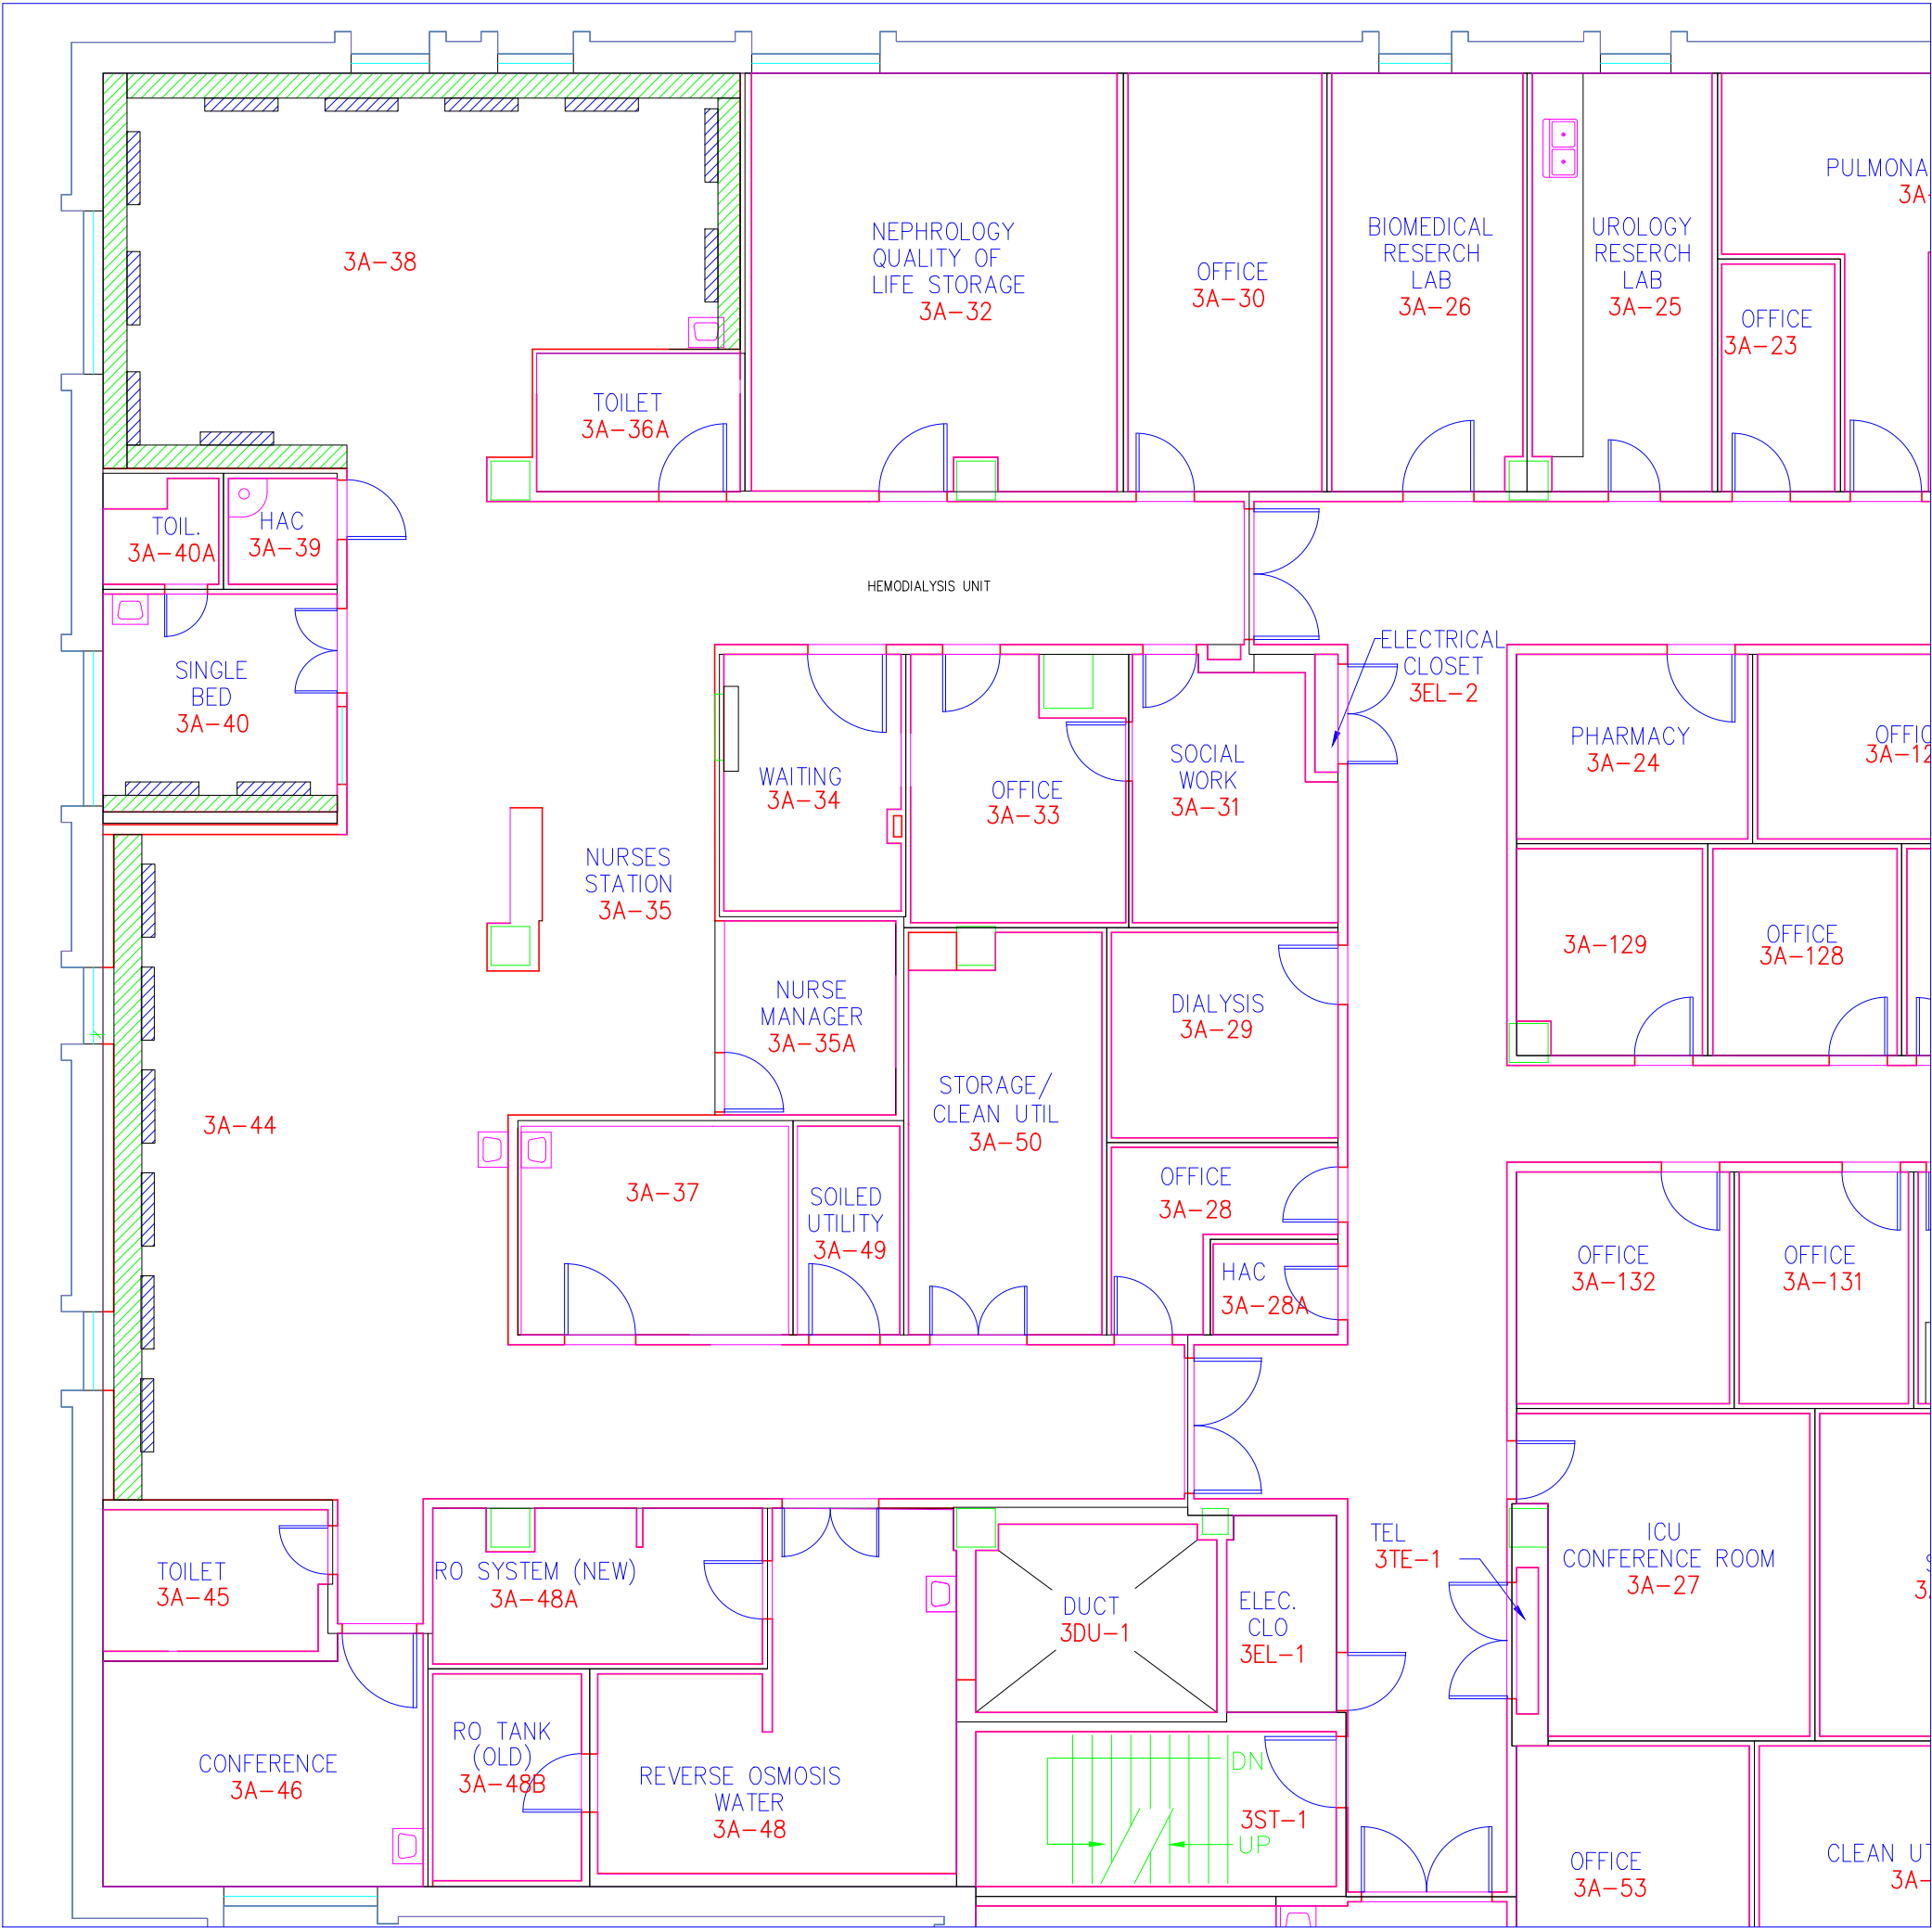 PULMONA
3A-
3A-38
NEPHROLOGY
QUALITY OF
LIFE STORAGE
3A-32
OFFICE
3A-30
BIOMEDICAL
RESERCH
LAB
3A-26
UROLOGY
RESERCH
LAB
3A-25
OFFICE
3A-23
TOILET
3A-36A
TOIL.
3A-40A
HAC
3A-39
HEMODIALYSIS UNIT
SINGLE
BED
3A-40
ELECTRICAL
CLOSET
3EL-2
WAITING
3A-34
OFFICE
3A-33
SOCIAL
WORK
3A-31
PHARMACY
3A-24
OFFIC
3A-12
NURSES
STATION
3A-35
3A-129
OFFICE
3A-128
NURSE
MANAGER
3A-35A
DIALYSIS
3A-29
STORAGE/
CLEAN UTIL
3A-50
3A-44
3A-37
SOILED
UTILITY
3A-49
OFFICE
3A-28
HAC
3A-28A
OFFICE
3A-132
OFFICE
3A-131
TOILET
3A-45
RO SYSTEM (NEW)
3A-48A
DUCT
3DU-1
ELEC.
CLO
3EL-1
TEL
3TE-1
ICU
CONFERENCE ROOM
3A-27
CONFERENCE
3A-46
RO TANK
(OLD)
3A-48B
REVERSE OSMOSIS
WATER
3A-48
DN
3ST-1
UP
OFFICE
3A-53
CLEAN UT
3A-